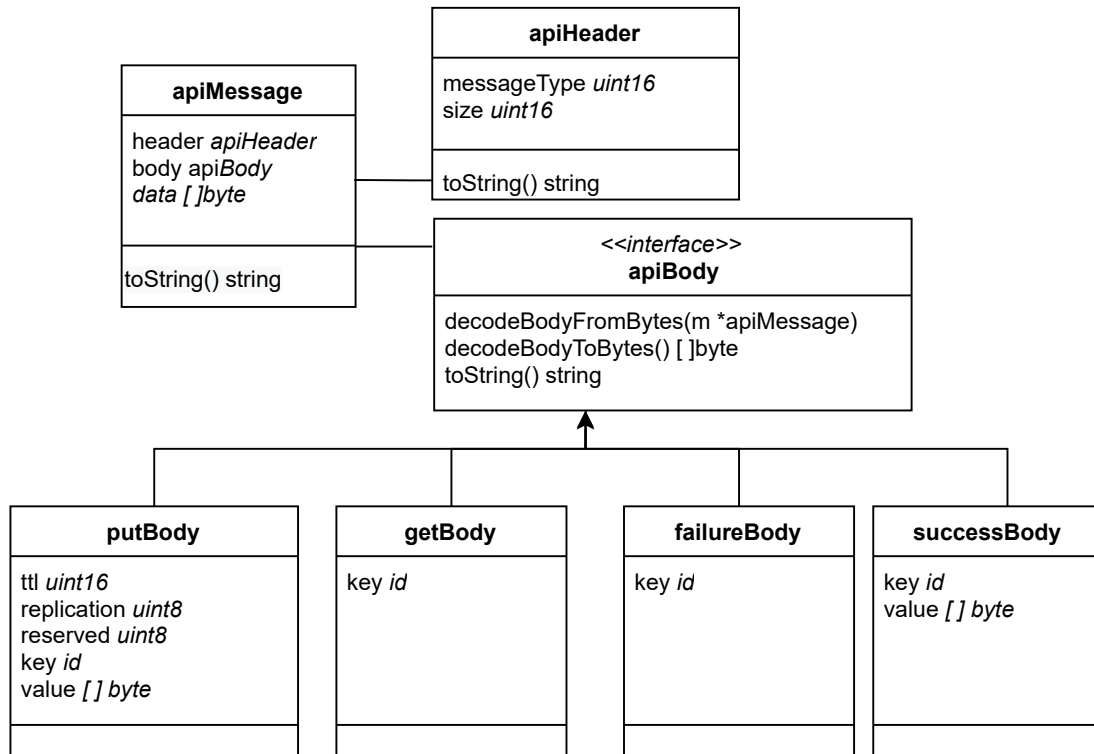 apiHeader
messageType uint16
size uint16
toString() string
apiMessage
header apiHeader
body apiBody
data [ ]byte
toString() string
<<interface>>
apiBody
decodeBodyFromBytes(m *apiMessage)
decodeBodyToBytes() [ ]byte
toString() string
putBody
ttl uint16
replication uint8
reserved uint8
key id
value [ ] byte
getBody
key id
failureBody
key id
successBody
key id
value [ ] byte